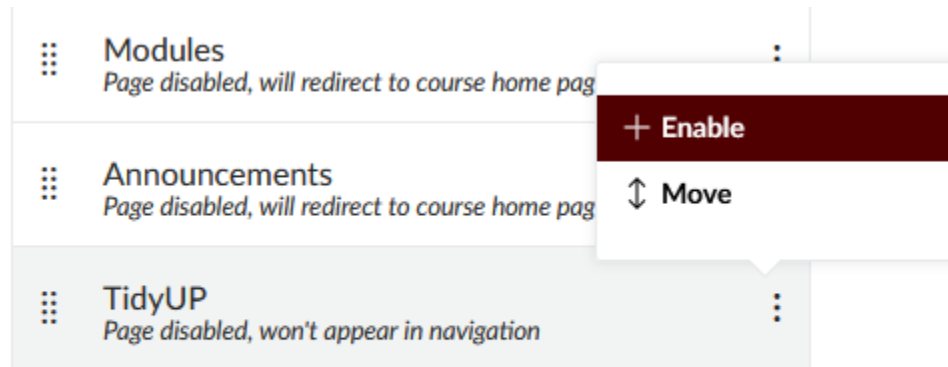 Modules
Page disabled, will redirect to course home pag
Enable
Announcements
Page disabled, will redirect to course home pag
Move
TidyUP
Page disabled, won't appear in navigation